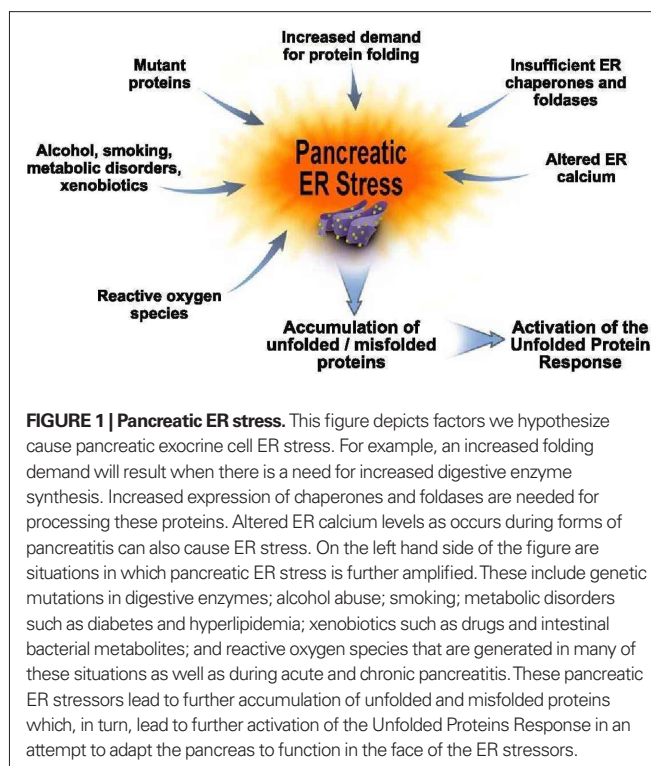 Increased demand
for protein folding
Mutant
proteins
Insufficient ER
chaperones and
foldases
Alcohol, smoking,
metabolic disorders,
xenobiotics
Pancreatic
ER Stress
Altered ER
calcium
Reactive oxygen
species
Accumulation of
unfolded / misfolded
proteins
Activation of the
Unfolded Protein
Response
FIGURE 1 | Pancreatic ER stress. This figure depicts factors we hypothesize
cause pancreatic exocrine cell ER stress. For example, an increased folding
demand will result when there is a need for increased digestive enzyme
synthesis. Increased expression of chaperones and foldases are needed for
processing these proteins. Altered ER calcium levels as occurs during forms of
pancreatitis can also cause ER stress. On the left hand side of the figure are
situations in which pancreatic ER stress is further amplified. These include genetic
mutations in digestive enzymes; alcohol abuse; smoking; metabolic disorders
such as diabetes and hyperlipidemia; xenobiotics such as drugs and intestinal
bacterial metabolites; and reactive oxygen species that are generated in many of
these situations as well as during acute and chronic pancreatitis. These pancreatic
ER stressors lead to further accumulation of unfolded and misfolded proteins
which, in turn, lead to further activation of the Unfolded Proteins Response in an
attempt to adapt the pancreas to function in the face of the ER stressors.